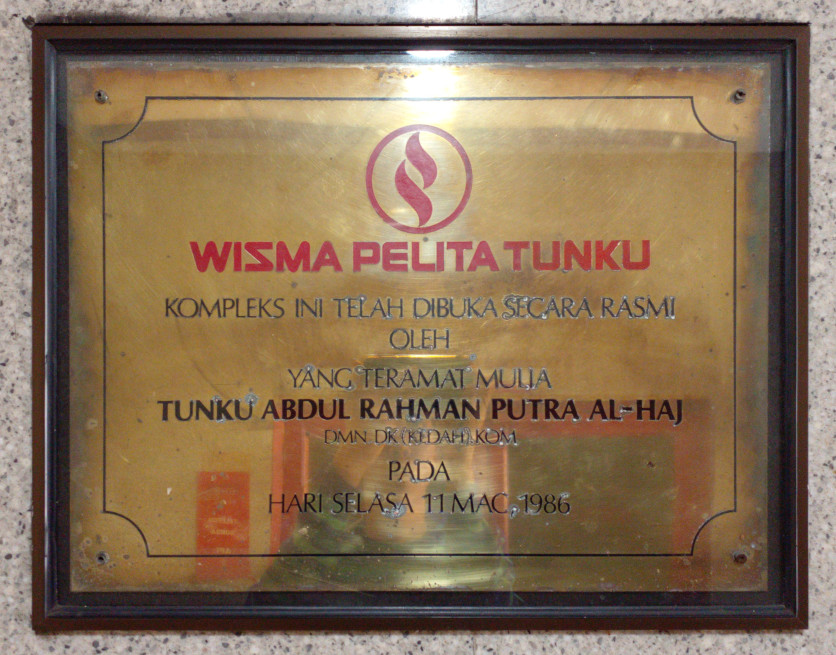 WISMA PELITA TUNKU
KOMPLEKS INI TELAH DIBUKA SECARA RASMI
OLEH
YANG TERAMAT MULIA
TUNKU ABDUL RAHMAN PUTRA AL-HAJ
DMN. DK (KEDAH). KOM
PADA
HARI SELASA 11 MAC, 1986